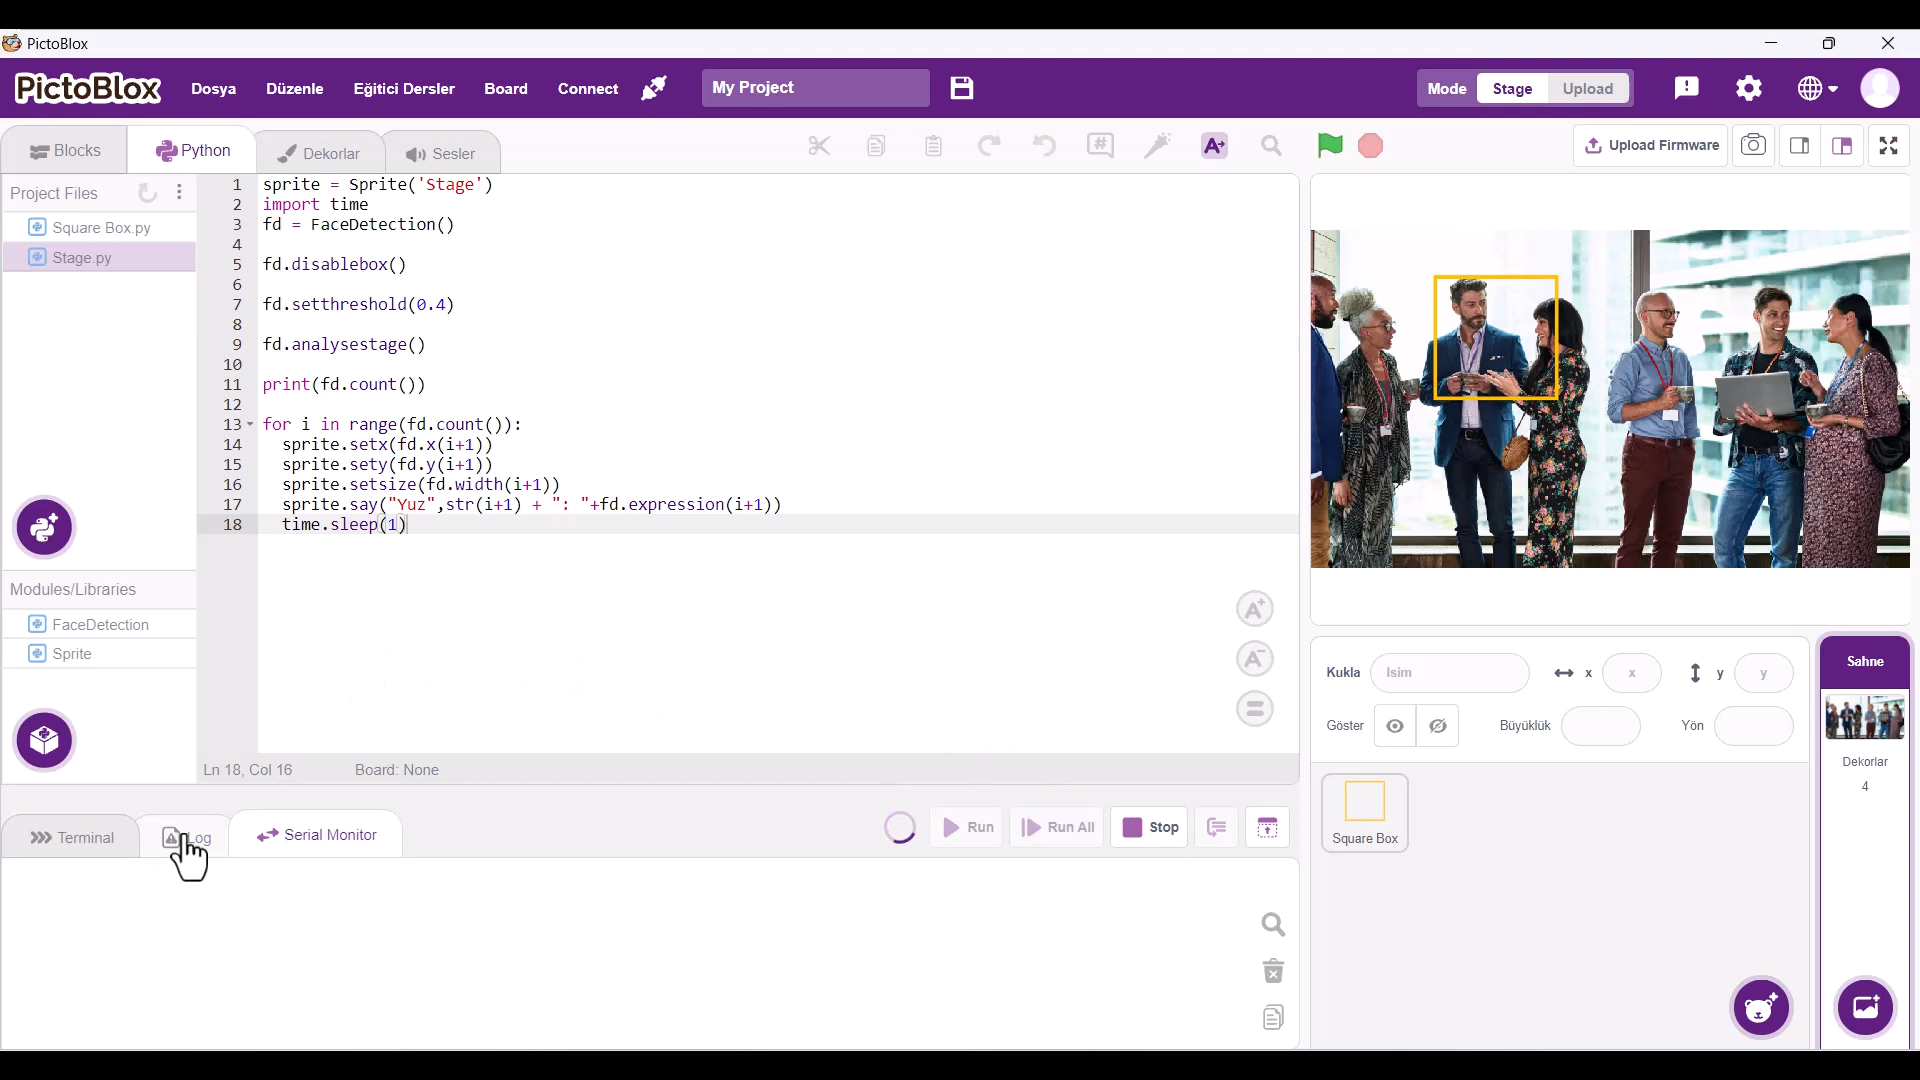 PictoBlox
PictoBlox Dosya Düzenle Eğitici Dersler Board Connect My Project Mode Stage Upload
Blocks Python Dekorlar Sesler Upload Firmware
Project Files
Square Box.py
Stage.py
1 sprite = Sprite('Stage')
2 import time
3 fd = FaceDetection()
4
5 fd.disablebox()
6
7 fd.setthreshold(0.4)
8
9 fd.analysestage()
10
11 print(fd.count())
12
13 for i in range(fd.count()):
14 sprite.setx(fd.x(i+1))
15 sprite.sety(fd.y(i+1))
16 sprite.setsize(fd.width(i+1))
17 sprite.say("Yuz",str(i+1) + ": "+fd.expression(i+1))
18 time.sleep(1)
Modules/Libraries
FaceDetection
Sprite
Ln 18, Col 16 Board: None
Terminal Log Serial Monitor Run Run All Stop
Kukla Isim x x y y
Göster Büyüklük Yön
Square Box
Sahne
Dekorlar
4